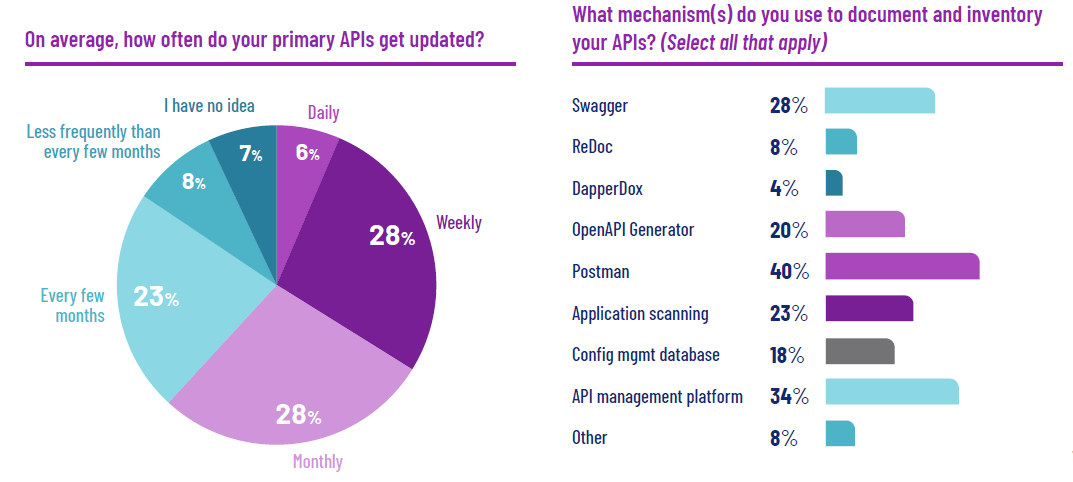 On average, how often do your primary APIs get updated?
I have no idea
Daily
Less frequently than
every few months
7%
6%
8%
Weekly
28%
Every few
months
23%
28%
Monthly
What mechanism(s) do you use to document and inventory
your APIs? (Select all that apply)
Swagger 28%
ReDoc 8%
DapperDox 4%
OpenAPI Generator 20%
Postman 40%
Application scanning 23%
Config mgmt database 18%
API management platform 34%
Other 8%